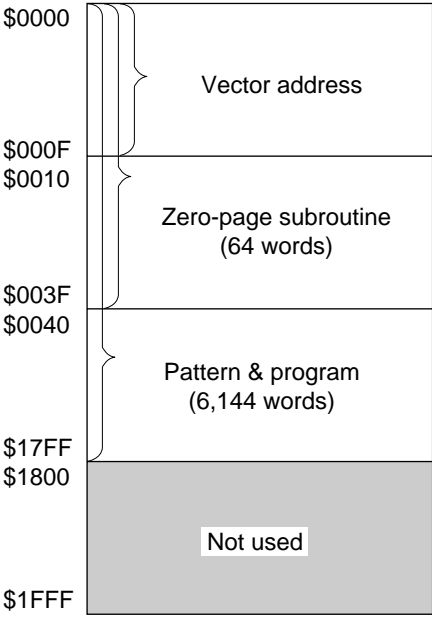 $0000
Vector address
$000F
$0010
Zero-page subroutine
(64 words)
$003F
$0040
Pattern & program
(6,144 words)
$17FF
$1800
Not used
$1FFF